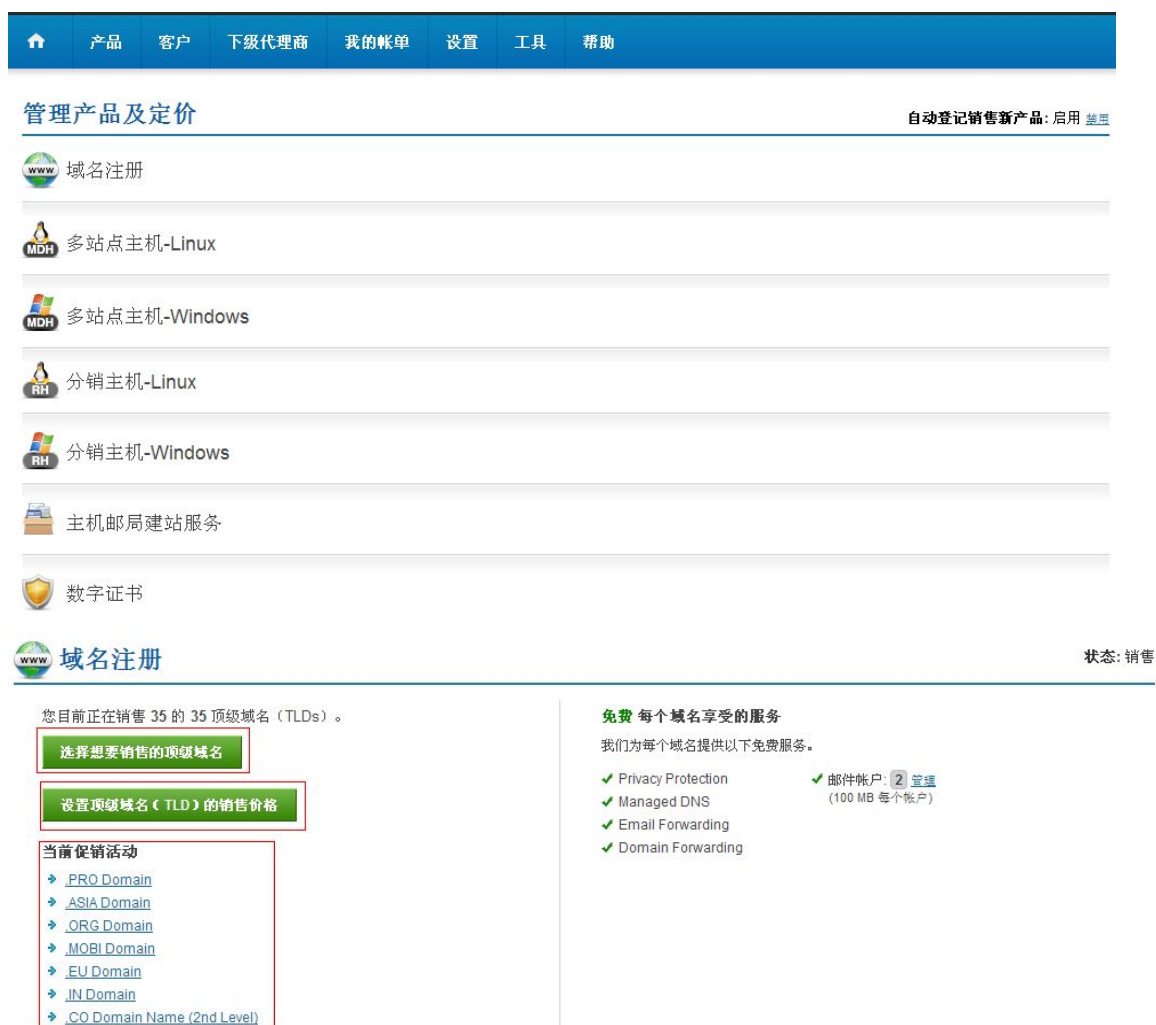 产品 客户 下级代理商 我的帐单 设置 工具 帮助
管理产品及定价
自动登记销售新产品: 启用 禁用
www 域名注册
MDH 多站点主机-Linux
MDH 多站点主机-Windows
RH 分销主机-Linux
RH 分销主机-Windows
主机邮局建站服务
数字证书
www 域名注册
状态: 销售
您目前正在销售 35 的 35 顶级域名（TLDs）。
选择想要销售的顶级域名
设置顶级域名（TLD）的销售价格
当前促销活动
.PRO Domain
.ASIA Domain
.ORG Domain
.MOBI Domain
.EU Domain
.IN Domain
.CO Domain Name (2nd Level)
免费 每个域名享受的服务
我们为每个域名提供以下免费服务。
Privacy Protection
Managed DNS
Email Forwarding
Domain Forwarding
邮件帐户: 2 管理
(100 MB 每个帐户)